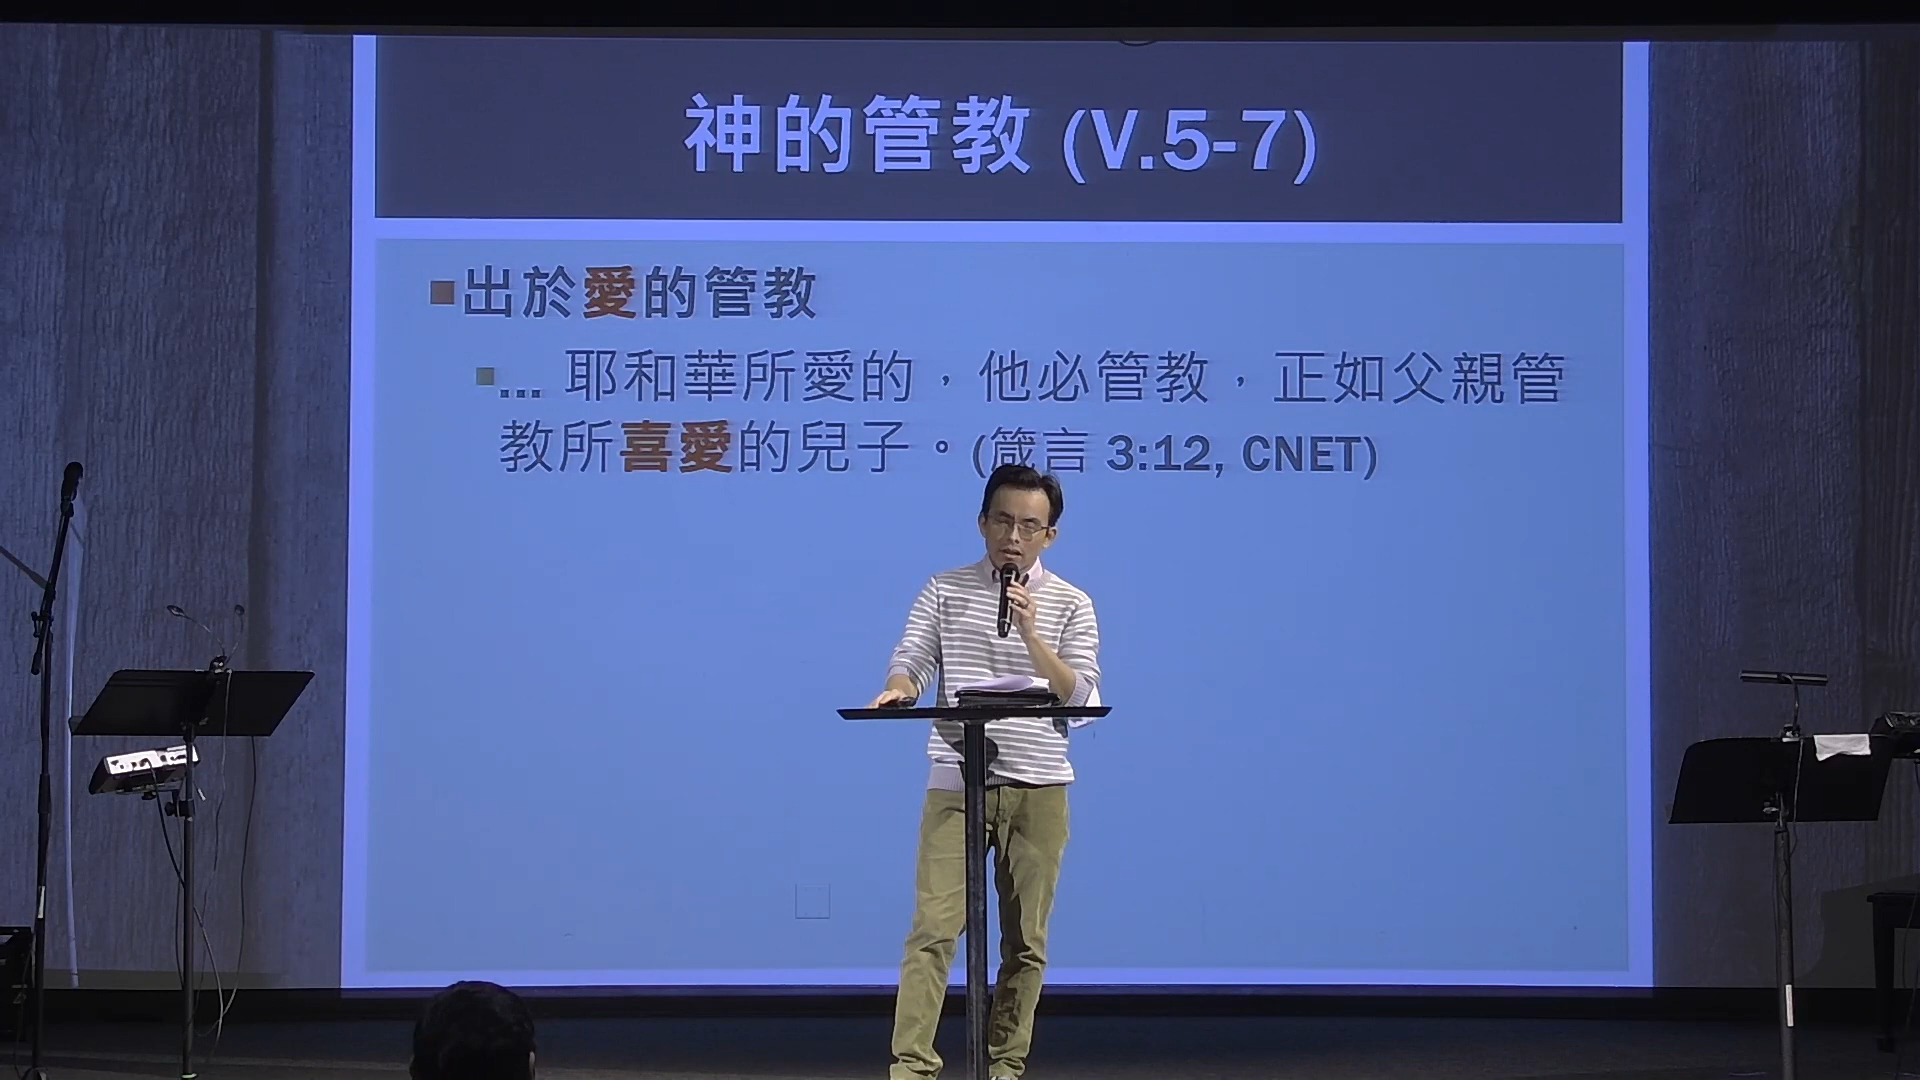 神的管教 (V.5-7)
出於愛的管教
... 耶和華所愛的，他必管教，正如父親管
教所喜愛的兒子。(箴言 3:12, CNET)